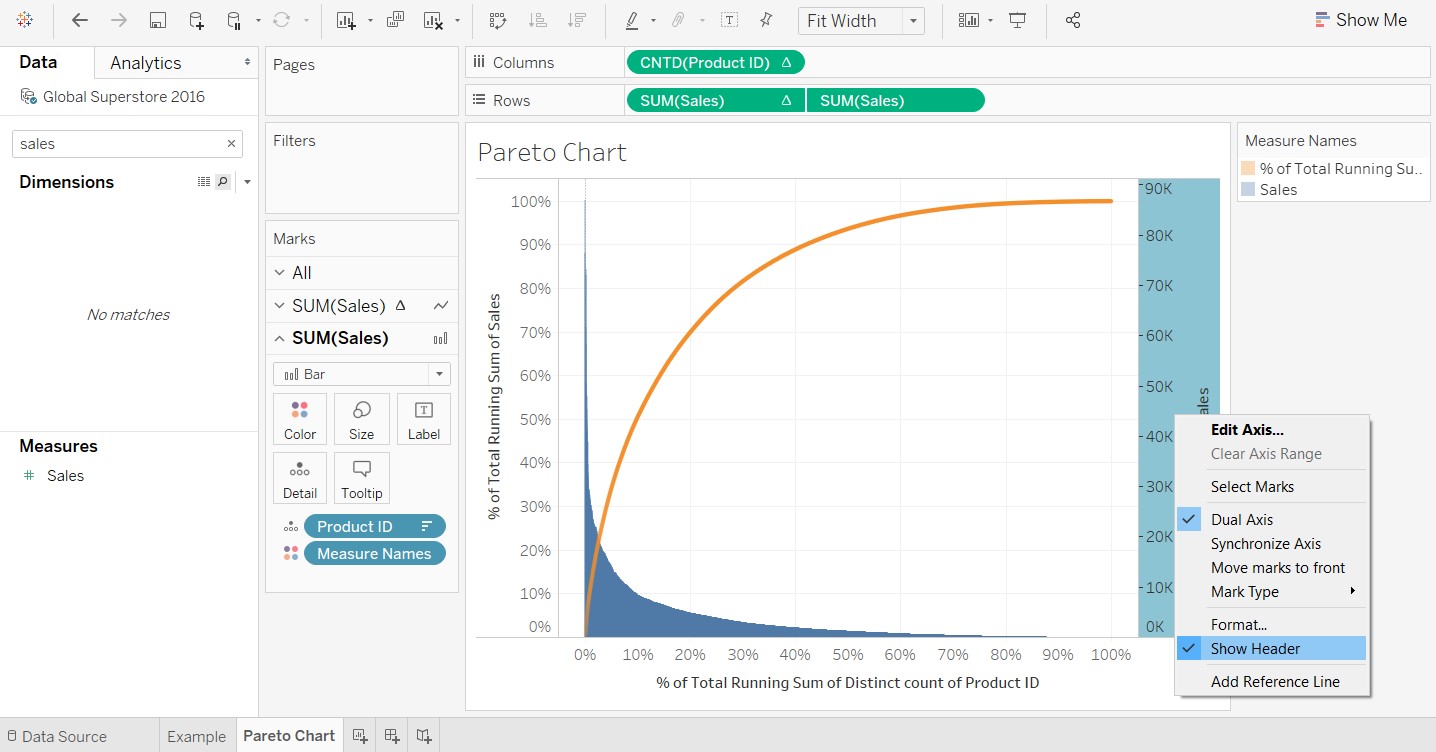 Fit Width
Show Me
Data
Analytics
Global Superstore 2016
sales
Dimensions
No matches
Measures
Sales
Pages
Filters
Marks
All
SUM(Sales) Δ
SUM(Sales)
Bar
Color
Size
Label
Detail
Tooltip
Product ID
Measure Names
Columns
CNTD(Product ID) Δ
Rows
SUM(Sales) Δ
SUM(Sales)
Pareto Chart
% of Total Running Sum of Sales
100%
90%
80%
70%
60%
50%
40%
30%
20%
10%
0%
0% 10% 20% 30% 40% 50% 60% 70% 80% 90% 100%
% of Total Running Sum of Distinct count of Product ID
90K
80K
70K
60K
50K
40K
30K
20K
10K
0K
ales
Measure Names
% of Total Running Su..
Sales
Edit Axis...
Clear Axis Range
Select Marks
Dual Axis
Synchronize Axis
Move marks to front
Mark Type
Format...
Show Header
Add Reference Line
Data Source
Example
Pareto Chart